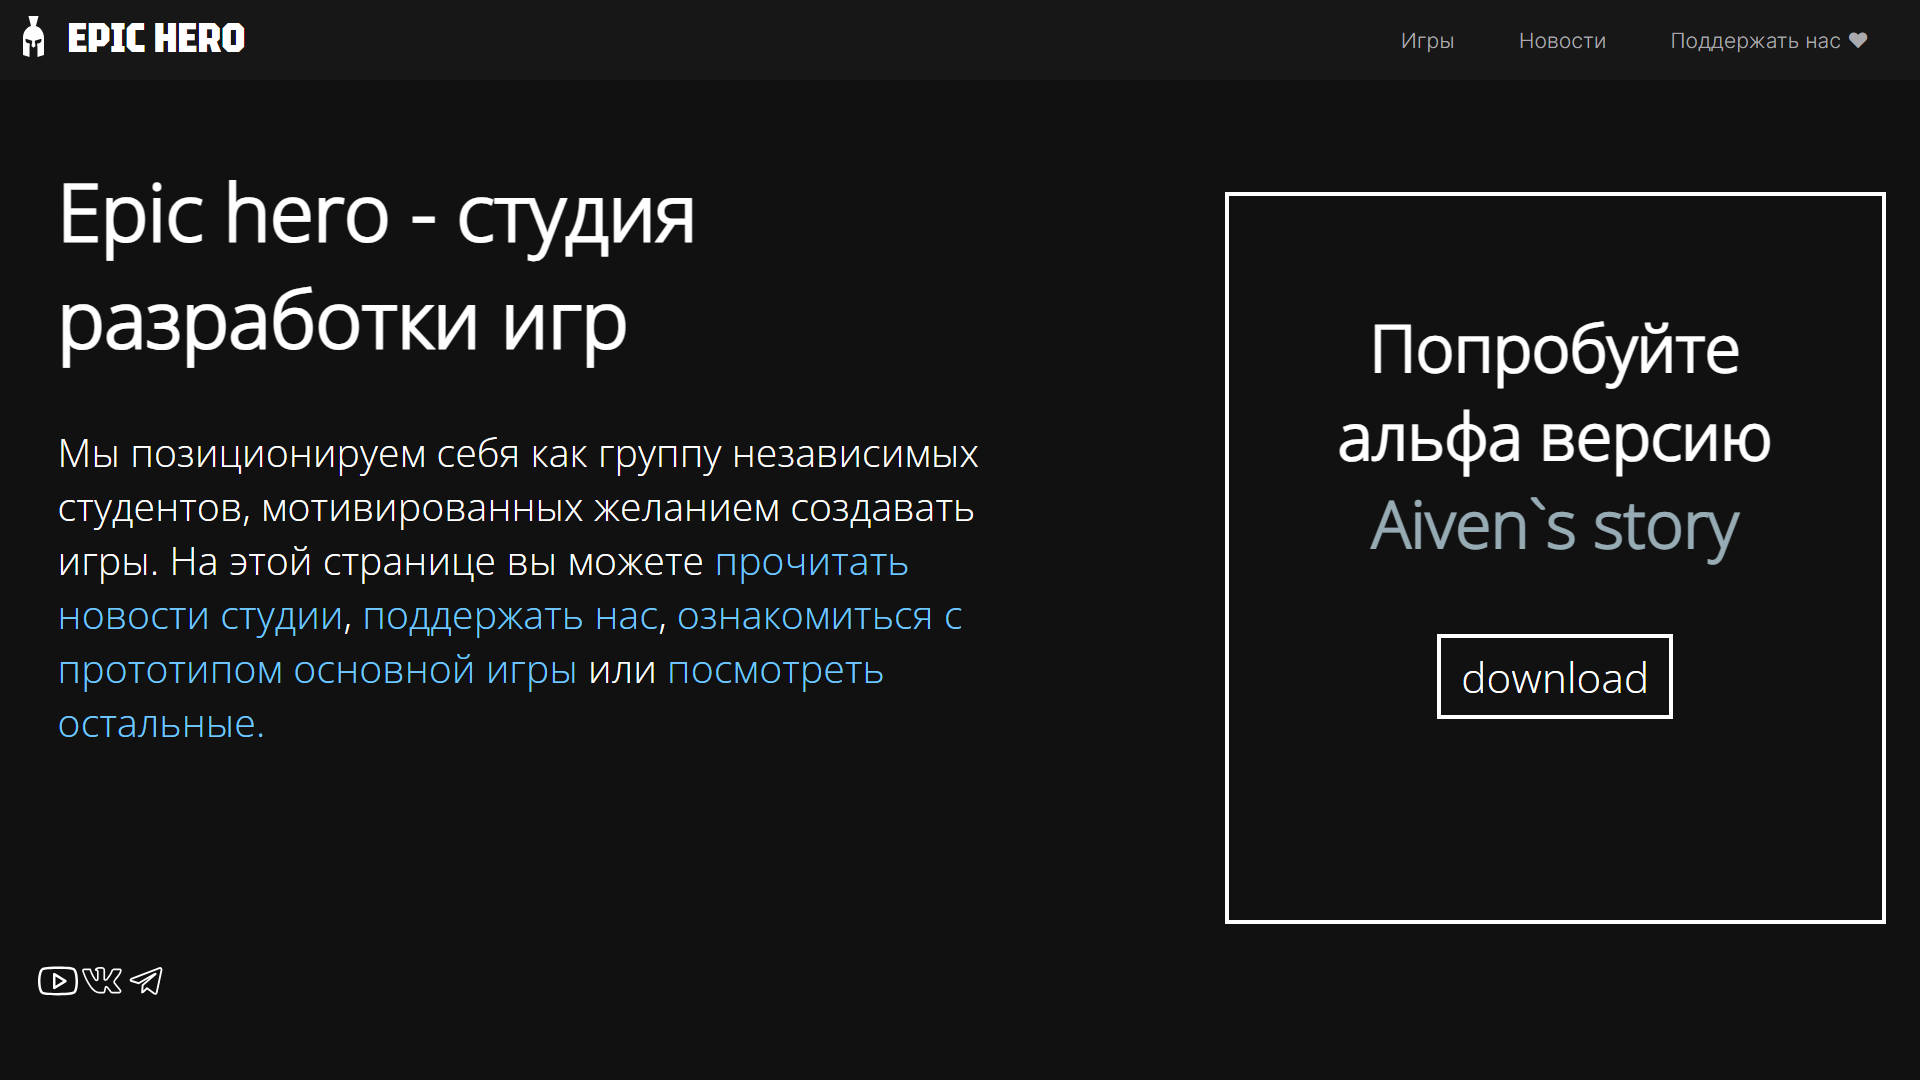 EPIC HERO
Игры
Новости
Поддержать нас ❤
Epic hero - студия
разработки игр
Мы позиционируем себя как группу независимых
студентов, мотивированных желанием создавать
игры. На этой странице вы можете прочитать
новости студии, поддержать нас, ознакомиться с
прототипом основной игры или посмотреть
остальные.
Попробуйте
альфа версию
Aiven`s story
download